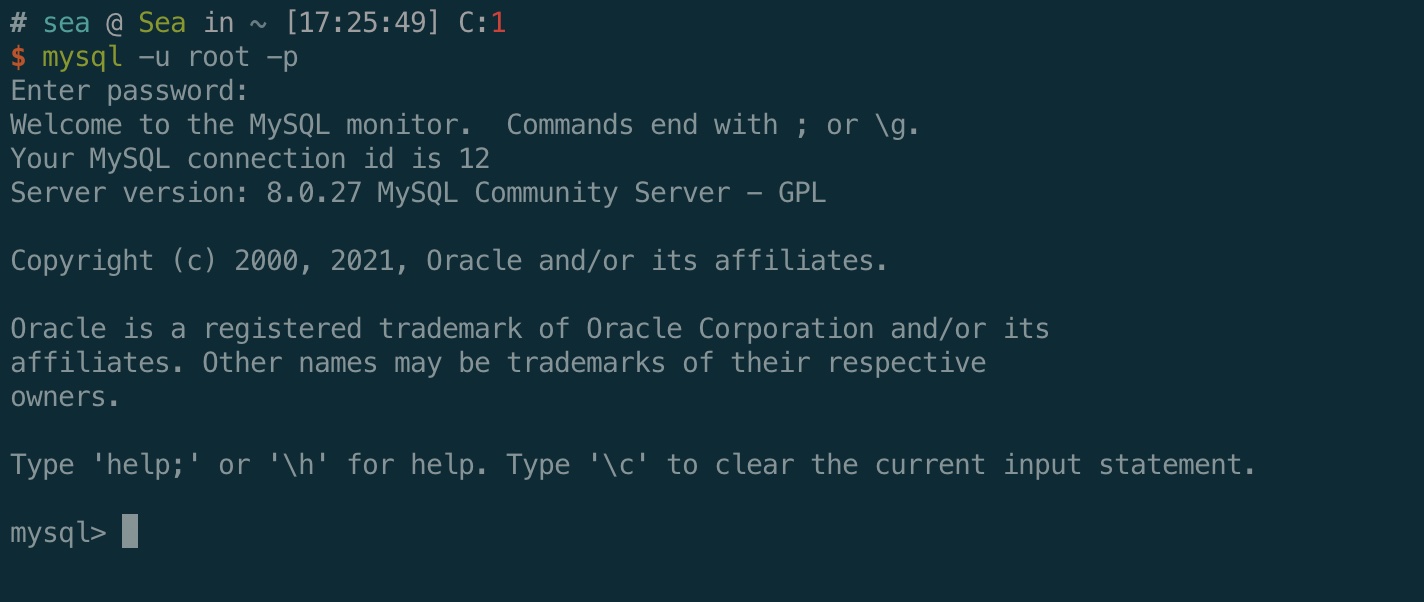 # sea @ Sea in ~ [17:25:49] C:1
$ mysql -u root -p
Enter password:
Welcome to the MySQL monitor.  Commands end with ; or \g.
Your MySQL connection id is 12
Server version: 8.0.27 MySQL Community Server - GPL

Copyright (c) 2000, 2021, Oracle and/or its affiliates.

Oracle is a registered trademark of Oracle Corporation and/or its
affiliates. Other names may be trademarks of their respective
owners.

Type 'help;' or '\h' for help. Type '\c' to clear the current input statement.

mysql>